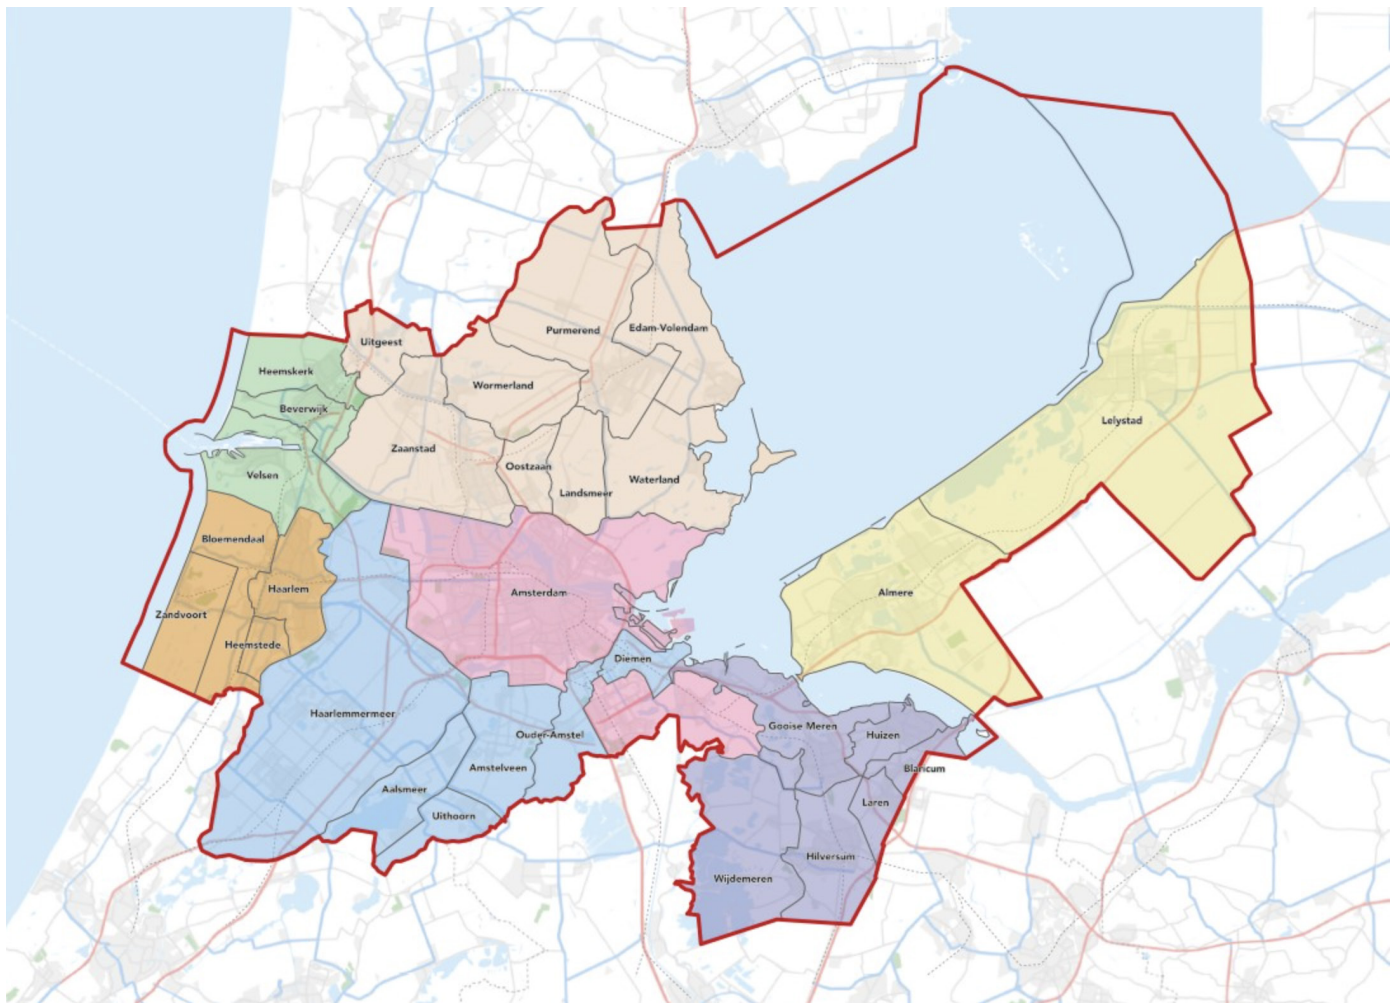 Purmerend
Edam-Volendam
Uitgeest
Heemskerk
Wormerland
Beverwijk
Lelystad
Zaanstad
Oostzaan
Velsen
Waterland
Landsmeer
Bloemendaal
Haarlem
Amsterdam
Almere
Zandvoort
Heemstede
Diemen
Haarlemmermeer
Gooise Meren
Ouder-Amstel
Huizen
Amstelveen
Blaricum
Aalsmeer
Laren
Uithoorn
Hilversum
Wijdemeren